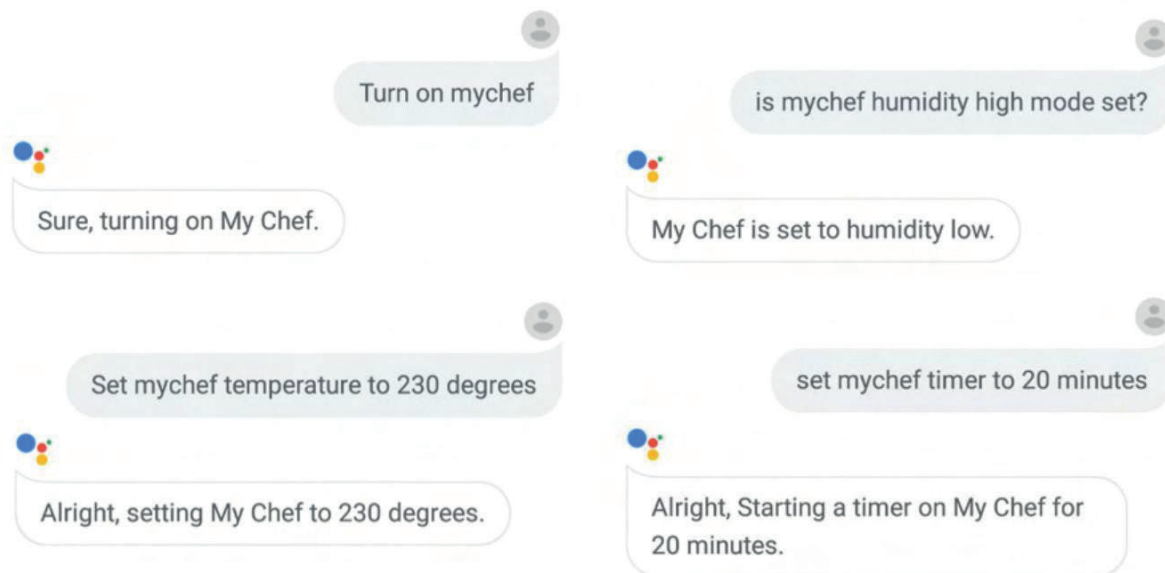 Turn on mychef
Sure, turning on My Chef.
Set mychef temperature to 230 degrees
Alright, setting My Chef to 230 degrees.
is mychef humidity high mode set?
My Chef is set to humidity low.
set mychef timer to 20 minutes
Alright, Starting a timer on My Chef for
20 minutes.